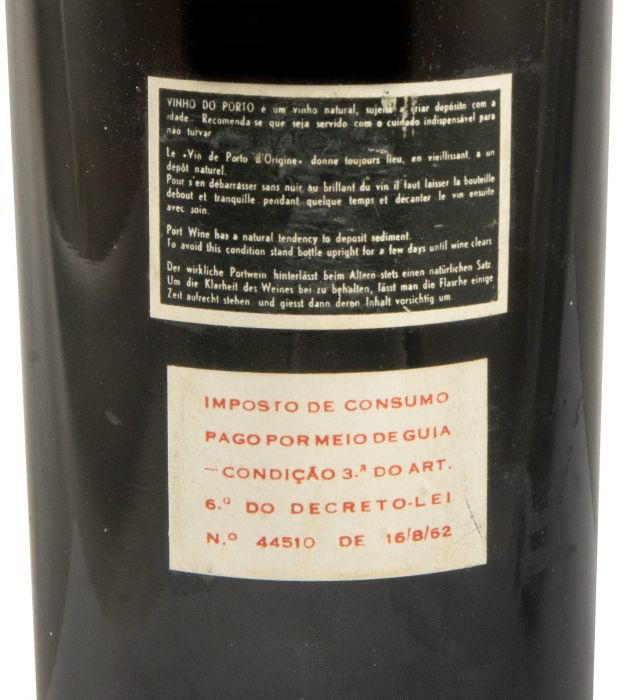 VINHO DO PORTO é um vinho natural, sujeito a criar depósito com a
idade. Recomenda-se que seja servido com o cuidado indispensável para
não turvar
Le «Vin de Porto d'Origine» donne toujours lieu, en vieillissant, a un
depôt naturel.
Pour s'en débarrasser sans nuir au brillant du vin il faut laisser la bouteille
debout et tranquille pendant quelque temps et décanter le vin ensuite
avec soin.
Port Wine has a natural tendency to deposit sediment.
To avoid this condition stand bottle upright for a few days until wine clears
Der wirkliche Portwein hinterlässt beim Altern stets einen natürlichen Satz
Um die Klarheit des Weines bei zu behalten, lässt man die Flasche einige
Zeit aufrecht stehen und giesst dann deren Inhalt vorsichtig um.
IMPOSTO DE CONSUMO
PAGO POR MEIO DE GUIA
—CONDIÇÃO 3.ª DO ART.
6.º DO DECRETO-LEI
N.º 44510 DE 16/8/62